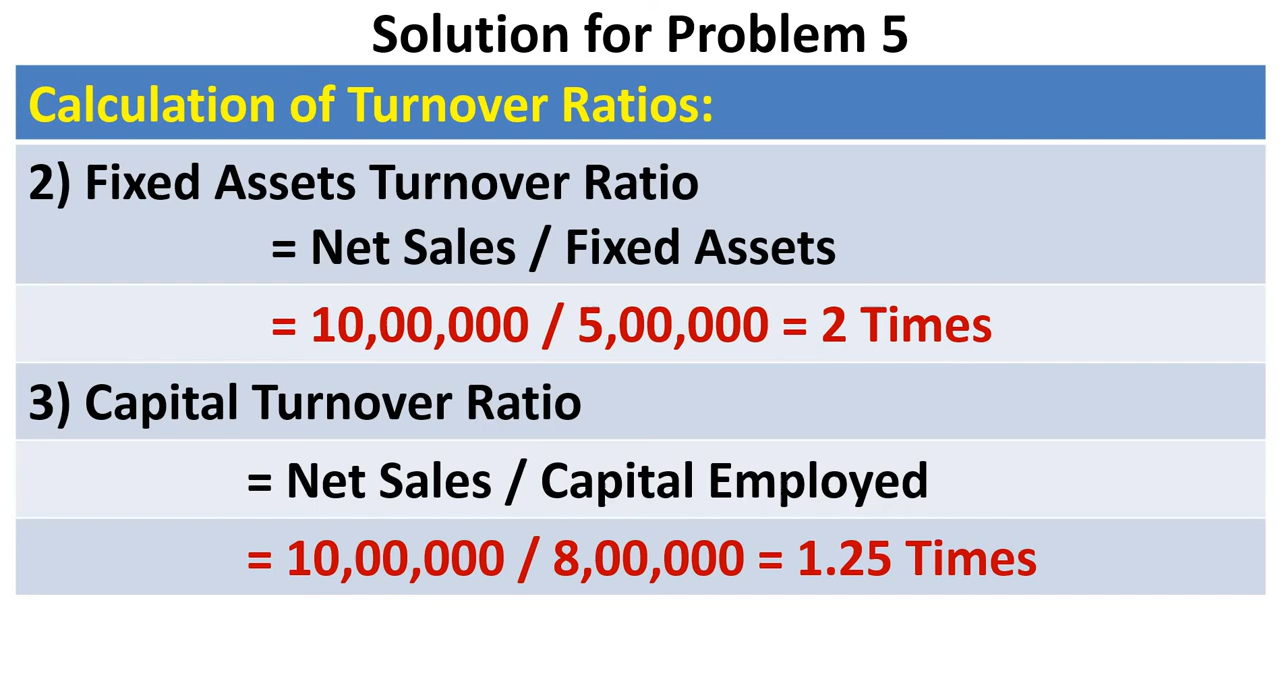 Solution for Problem 5
Calculation of Turnover Ratios:
2) Fixed Assets Turnover Ratio
= Net Sales / Fixed Assets
= 10,00,000 / 5,00,000 = 2 Times
3) Capital Turnover Ratio
= Net Sales / Capital Employed
= 10,00,000 / 8,00,000 = 1.25 Times